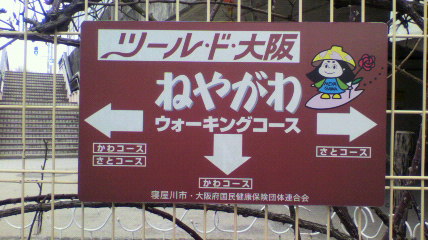 ツール・ド・大阪
ねやがわ
ウォーキングコース
かわコース
さとコース
さとコース
かわコース
寝屋川市・大阪府国民健康保険団体連合会